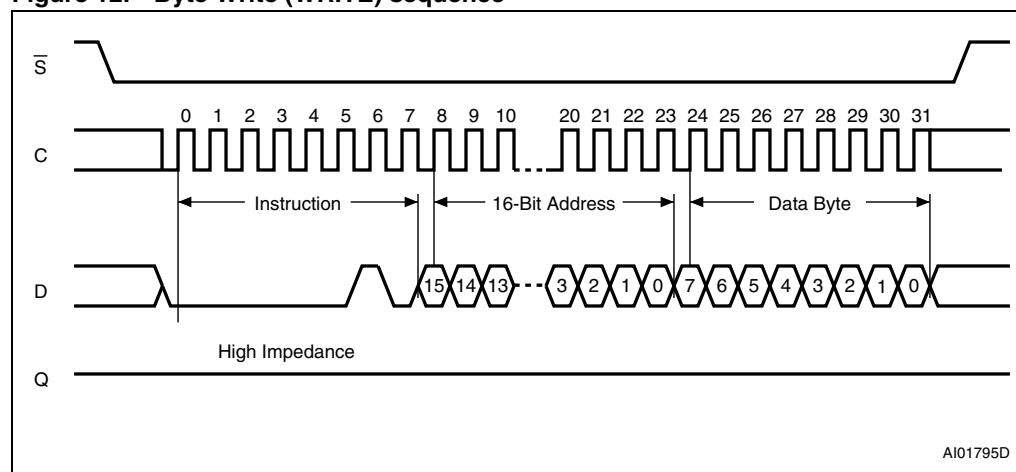 Figure 12. Byte Write (WRITE) sequence
S
0 1 2 3 4 5 6 7 8 9 10 20 21 22 23 24 25 26 27 28 29 30 31
C
Instruction 16-Bit Address Data Byte
D 15 14 13 3 2 1 0 7 6 5 4 3 2 1 0
High Impedance
Q
AI01795D